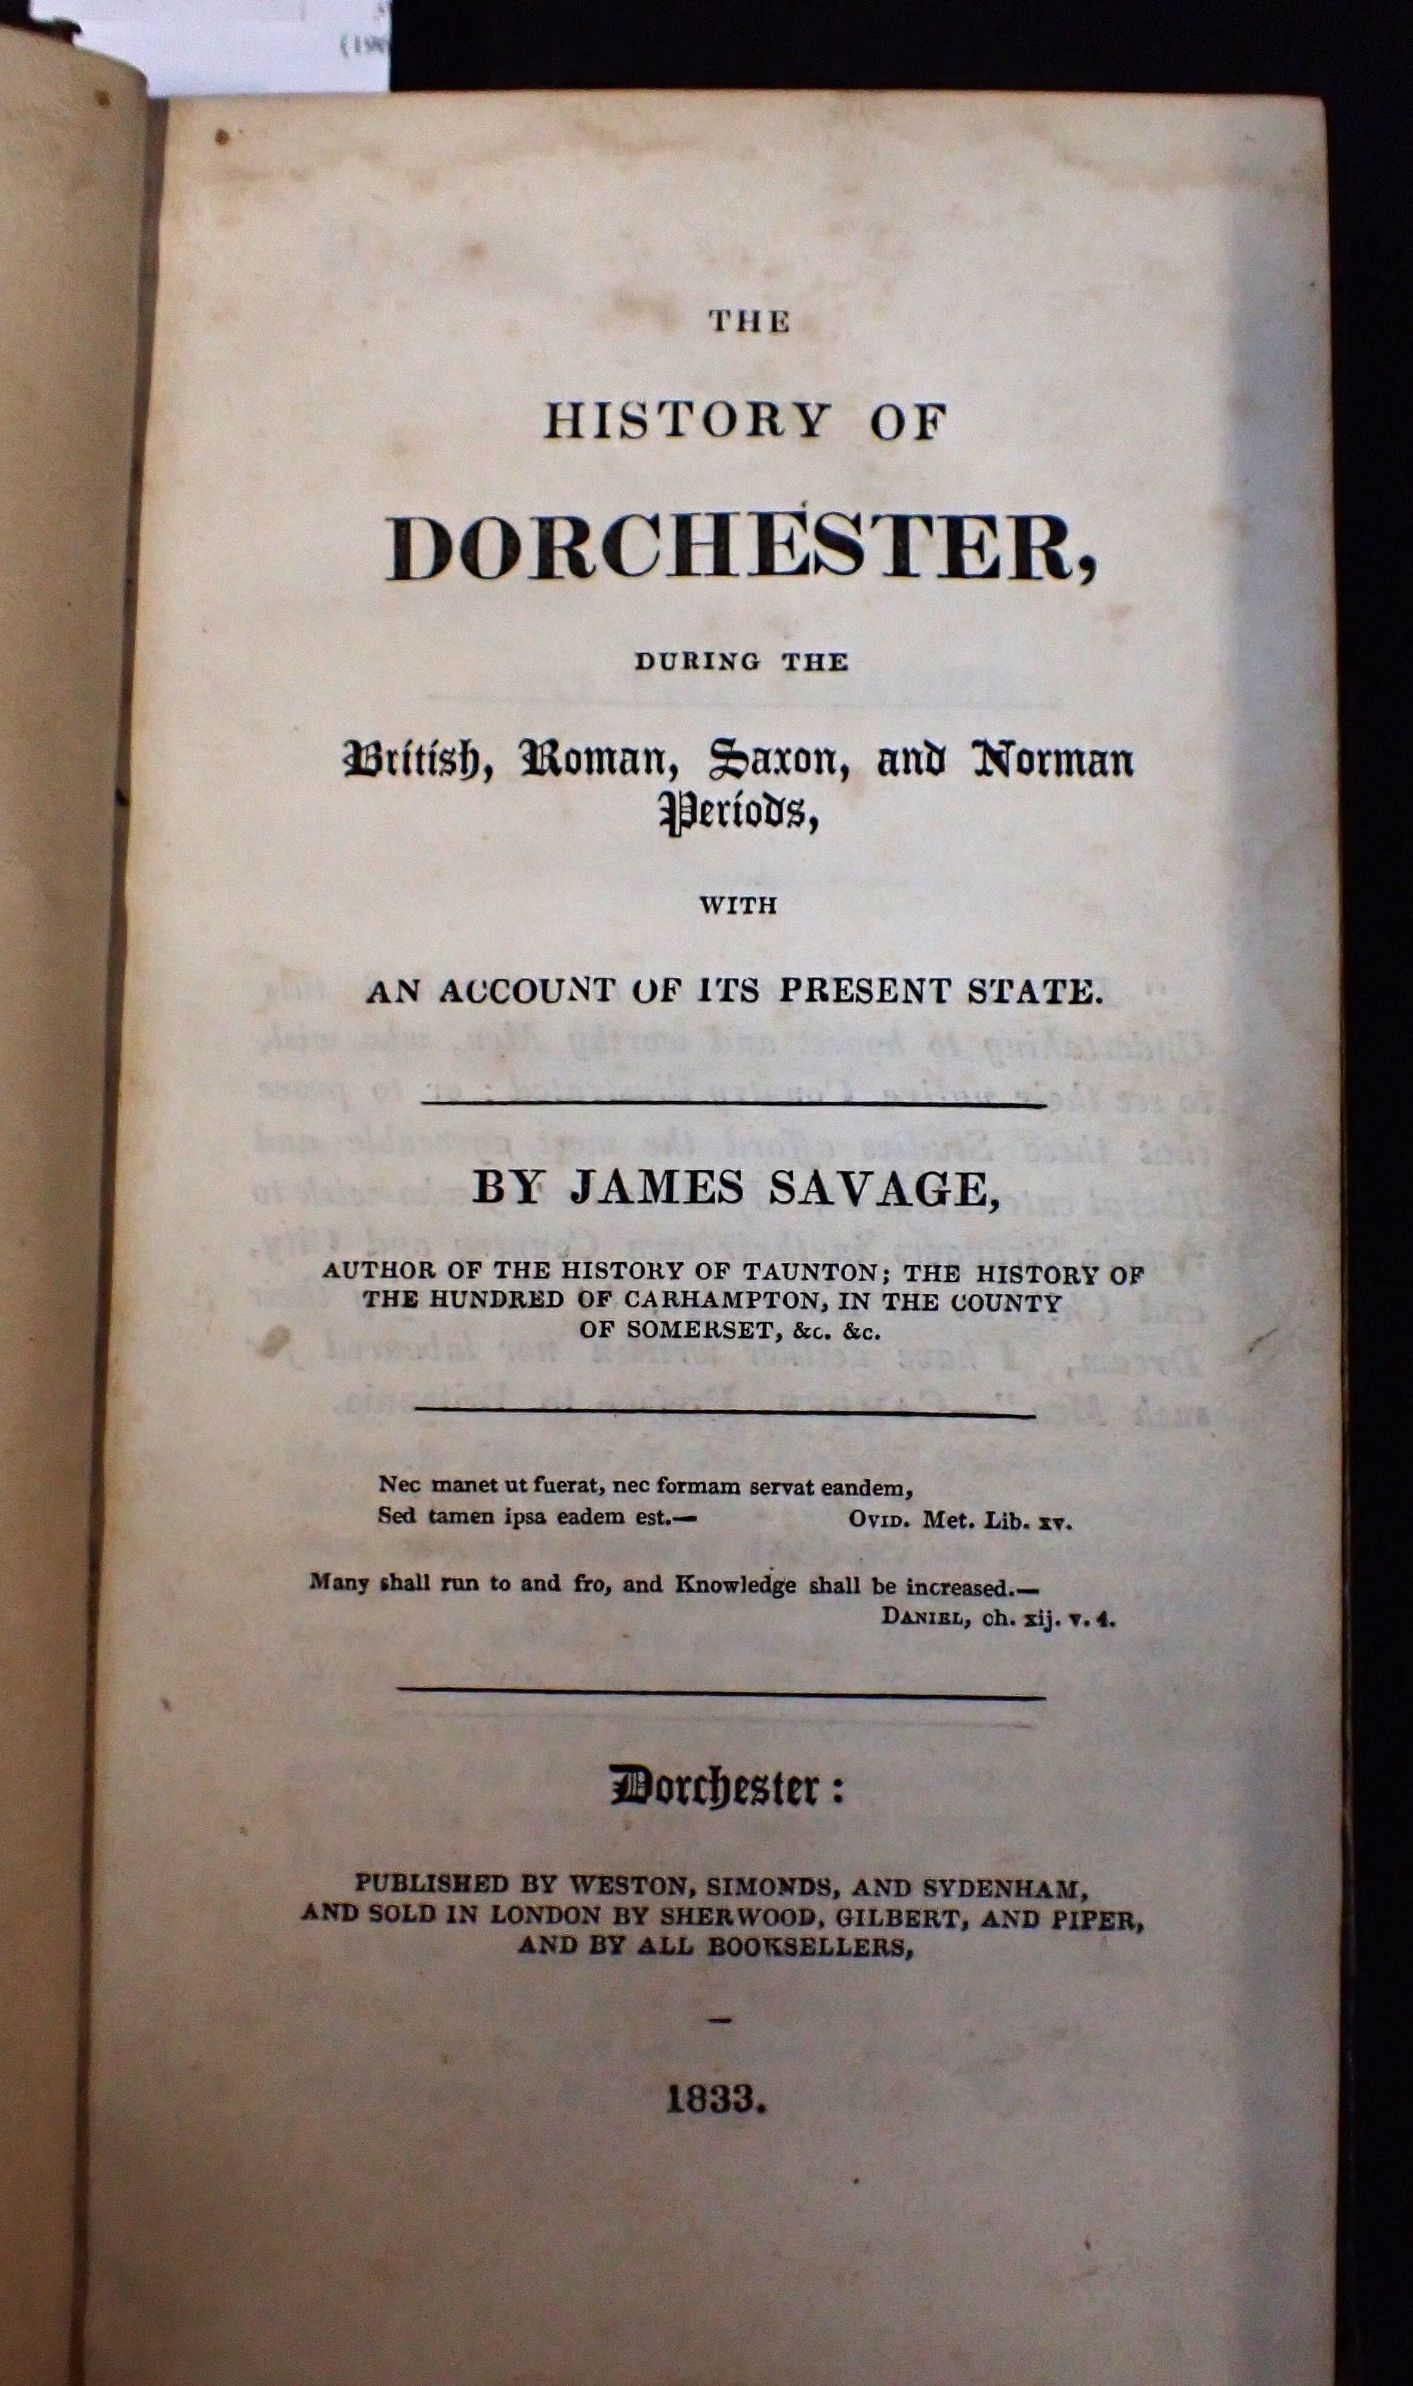 THE
HISTORY OF
DORCHESTER,
DURING THE
British, Roman, Saxon, and Norman
Periods,
WITH
AN ACCOUNT OF ITS PRESENT STATE.
BY JAMES SAVAGE,
AUTHOR OF THE HISTORY OF TAUNTON; THE HISTORY OF
THE HUNDRED OF CARHAMPTON, IN THE COUNTY
OF SOMERSET, &c. &c.
Nec manet ut fuerat, nec formam servat eandem,
Sed tamen ipsa eadem est.— OVID. Met. Lib. xv.
Many shall run to and fro, and Knowledge shall be increased.—
DANIEL, ch. xij. v. 4.
Dorchester:
PUBLISHED BY WESTON, SIMONDS, AND SYDENHAM,
AND SOLD IN LONDON BY SHERWOOD, GILBERT, AND PIPER,
AND BY ALL BOOKSELLERS,
—
1833.